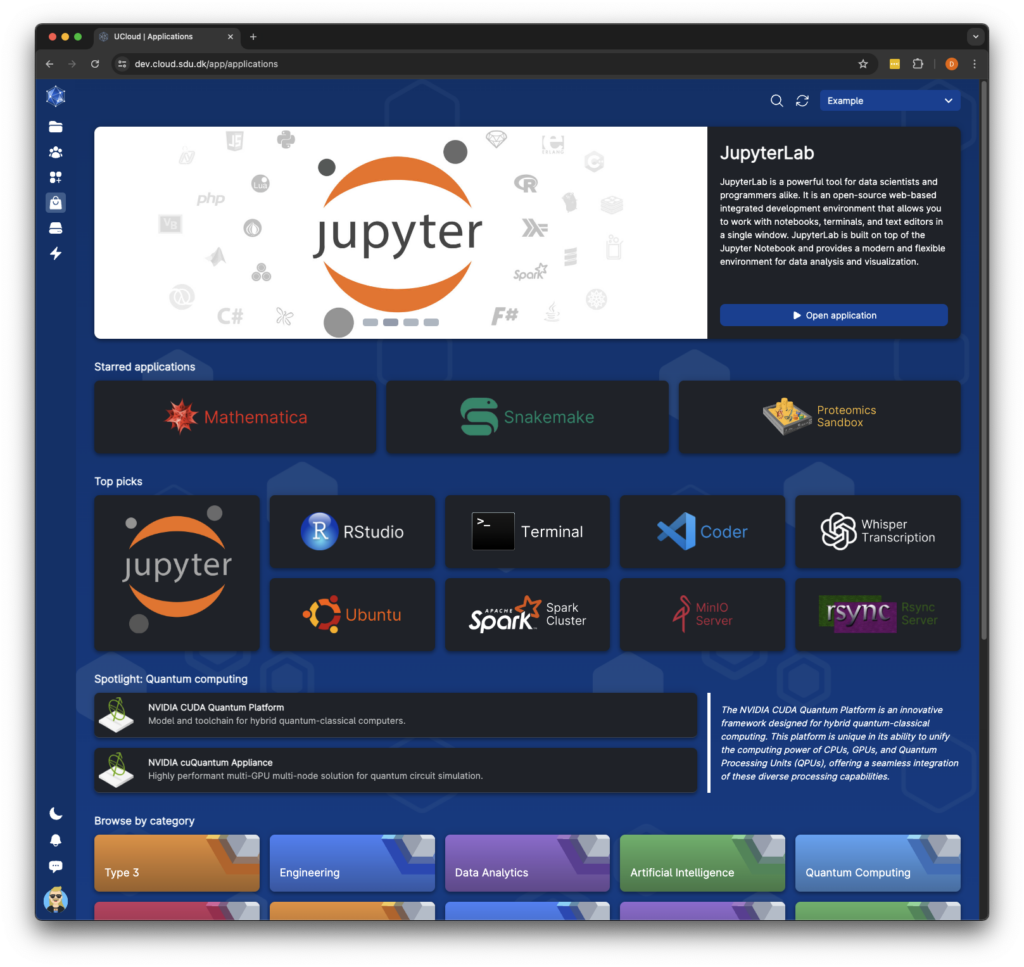 UCloud | Applications
dev.cloud.sdu.dk/app/applications
Example
JS
php
Lua
VB
C#
R
Spark
F#
jupyter
JupyterLab
JupyterLab is a powerful tool for data scientists and
programmers alike. It is an open-source web-based
integrated development environment that allows you
to work with notebooks, terminals, and text editors in
a single window. JupyterLab is built on top of the
Jupyter Notebook and provides a modern and flexible
environment for data analysis and visualization.
Open application
Starred applications
Mathematica
Snakemake
Proteomics
Sandbox
Top picks
jupyter
R RStudio
>_ Terminal
Coder
Whisper
Transcription
Ubuntu
APACHE
Spark
Spark
Cluster
MinIO
Server
rsync
Rsync
Server
Spotlight: Quantum computing
NVIDIA CUDA Quantum Platform
Model and toolchain for hybrid quantum-classical computers.
NVIDIA cuQuantum Appliance
Highly performant multi-GPU multi-node solution for quantum circuit simulation.
The NVIDIA CUDA Quantum Platform is an innovative
framework designed for hybrid quantum-classical
computing. This platform is unique in its ability to unify
the computing power of CPUs, GPUs, and Quantum
Processing Units (QPUs), offering a seamless integration
of these diverse processing capabilities.
Browse by category
Type 3
Engineering
Data Analytics
Artificial Intelligence
Quantum Computing